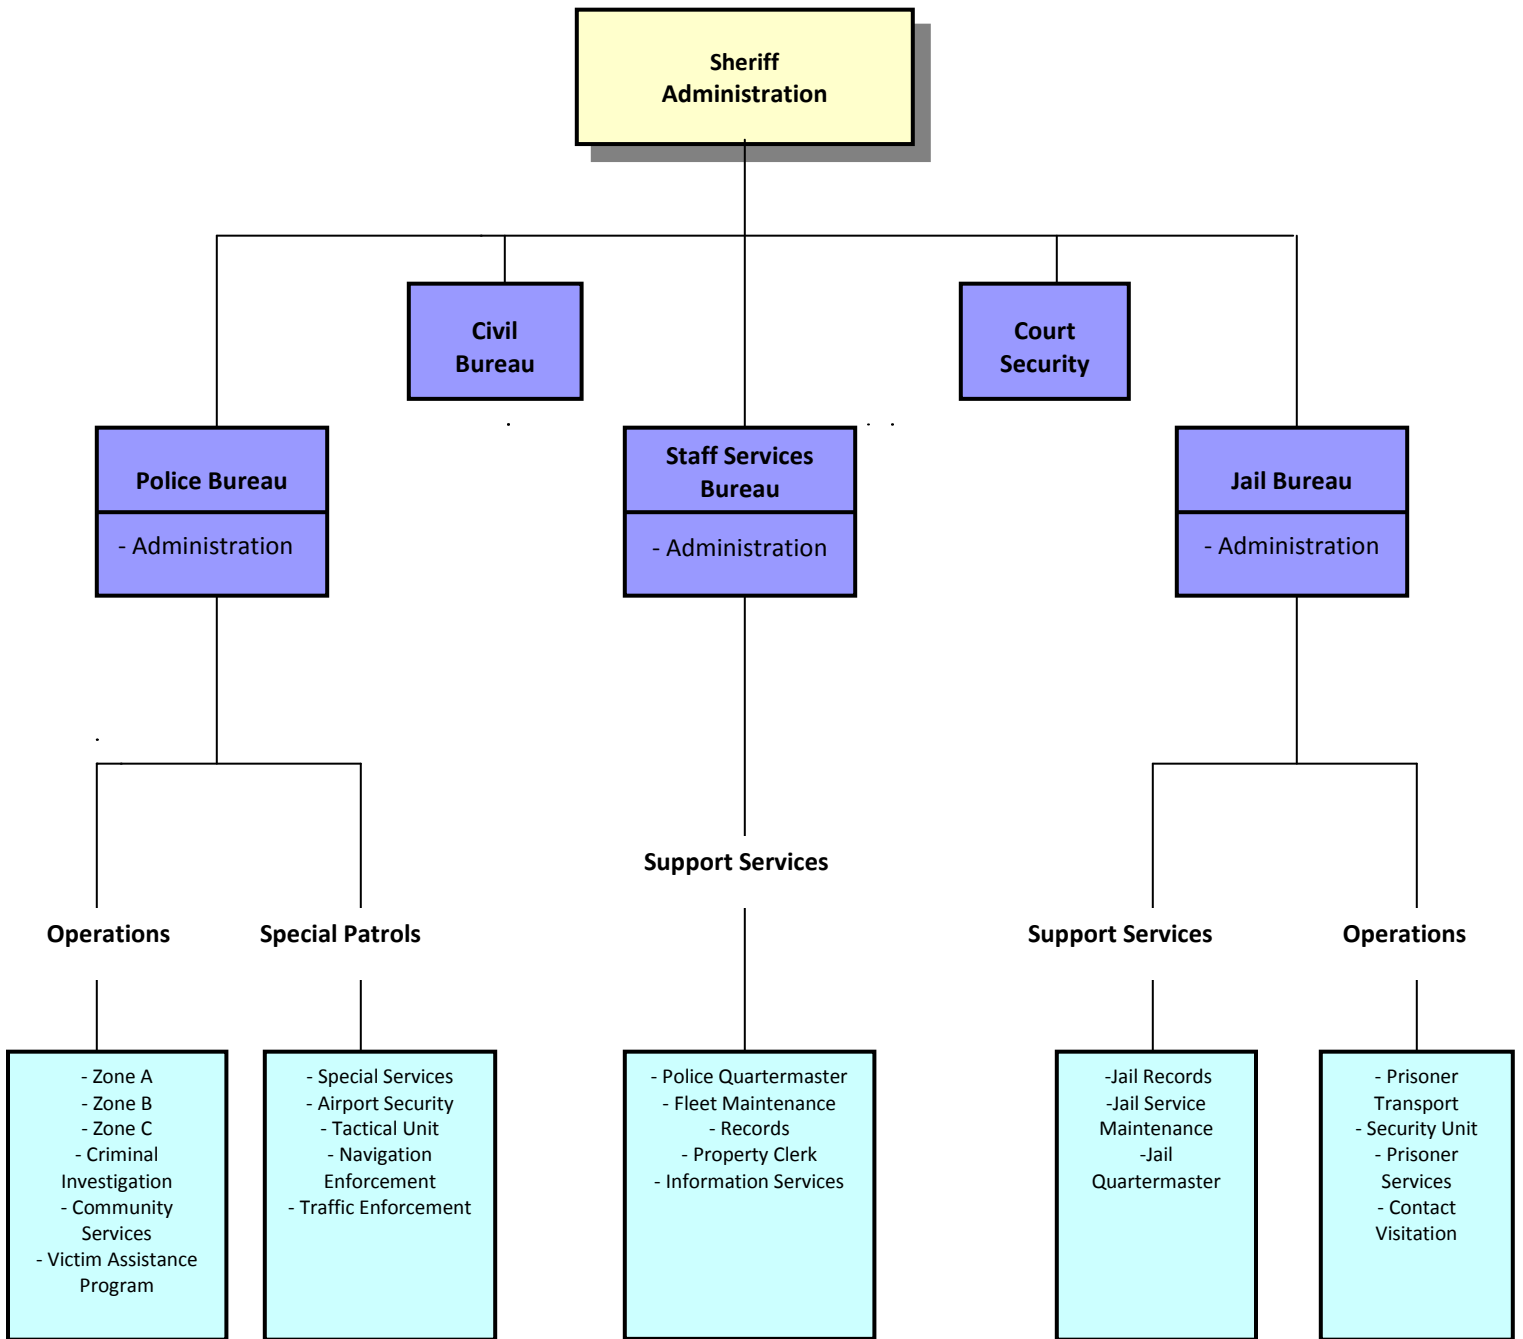 Sheriff
Administration
Civil
Bureau
Court
Security
Police Bureau
- Administration
Staff Services
Bureau
- Administration
Jail Bureau
- Administration
Support Services
Operations
Special Patrols
Support Services
Operations
- Zone A
- Zone B
- Zone C
- Criminal
Investigation
- Community
Services
- Victim Assistance
Program
- Special Services
- Airport Security
- Tactical Unit
- Navigation
Enforcement
- Traffic Enforcement
- Police Quartermaster
- Fleet Maintenance
- Records
- Property Clerk
- Information Services
-Jail Records
-Jail Service
Maintenance
-Jail
Quartermaster
- Prisoner
Transport
- Security Unit
- Prisoner
Services
- Contact
Visitation